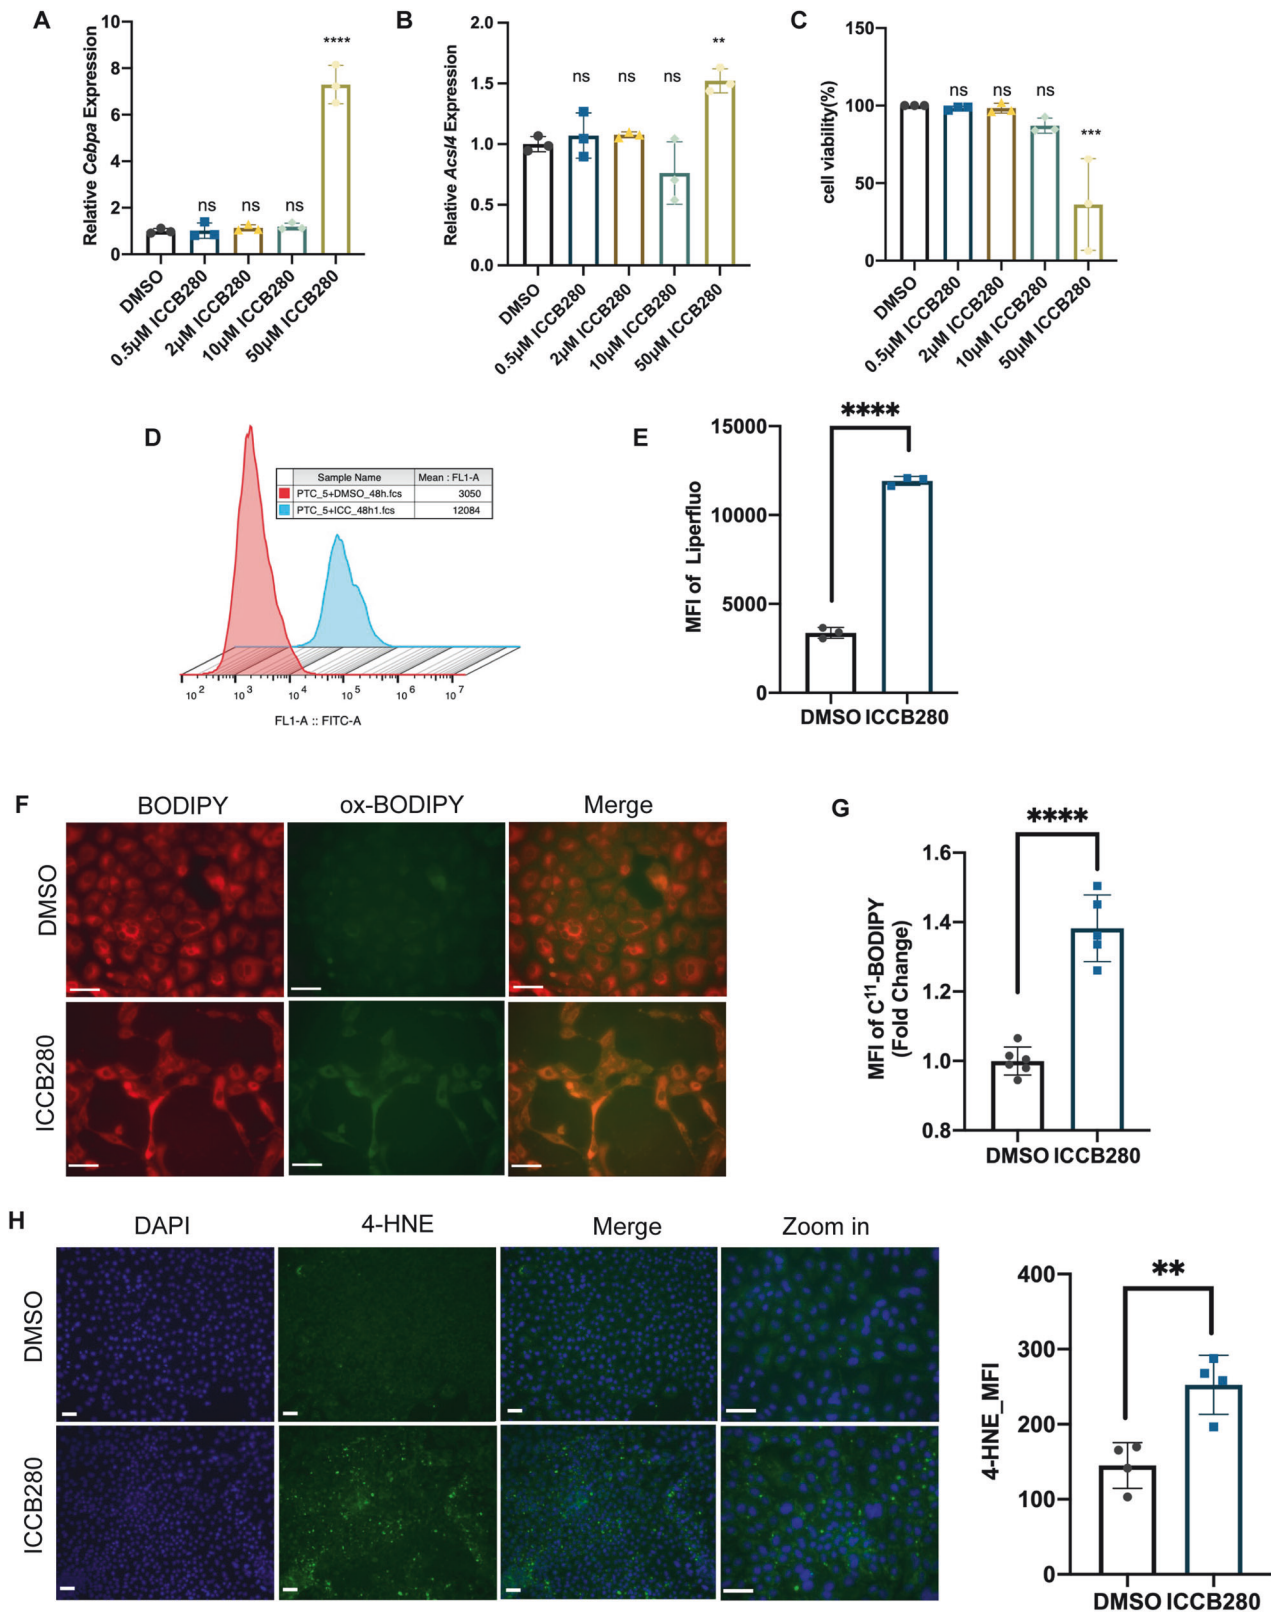 A
Relative Cebpa Expression
10
8
6
4
2
0
ns
ns
ns
****
DMSO
0.5μM ICCB280
2μM ICCB280
10μM ICCB280
50μM ICCB280
B
Relative Acsl4 Expression
2.0
1.5
1.0
0.5
0.0
ns
ns
ns
**
DMSO
0.5μM ICCB280
2μM ICCB280
10μM ICCB280
50μM ICCB280
C
cell viability(%)
150
100
50
0
ns
ns
ns
***
DMSO
0.5μM ICCB280
2μM ICCB280
10μM ICCB280
50μM ICCB280
D
Sample Name Mean : FL1-A
PTC_5+DMSO_48h.fcs 3050
PTC_5+ICC_48h1.fcs 12084
10^2 10^3 10^4 10^5 10^6 10^7
FL1-A :: FITC-A
E
MFI of Liperfluo
15000
10000
5000
0
****
DMSO ICCB280
F
BODIPY ox-BODIPY Merge
DMSO
ICCB280
G
MFI of C^11-BODIPY
(Fold Change)
1.6
1.4
1.2
1.0
0.8
****
DMSO ICCB280
H
DAPI 4-HNE Merge Zoom in
DMSO
ICCB280
4-HNE_MFI
400
300
200
100
0
**
DMSO ICCB280